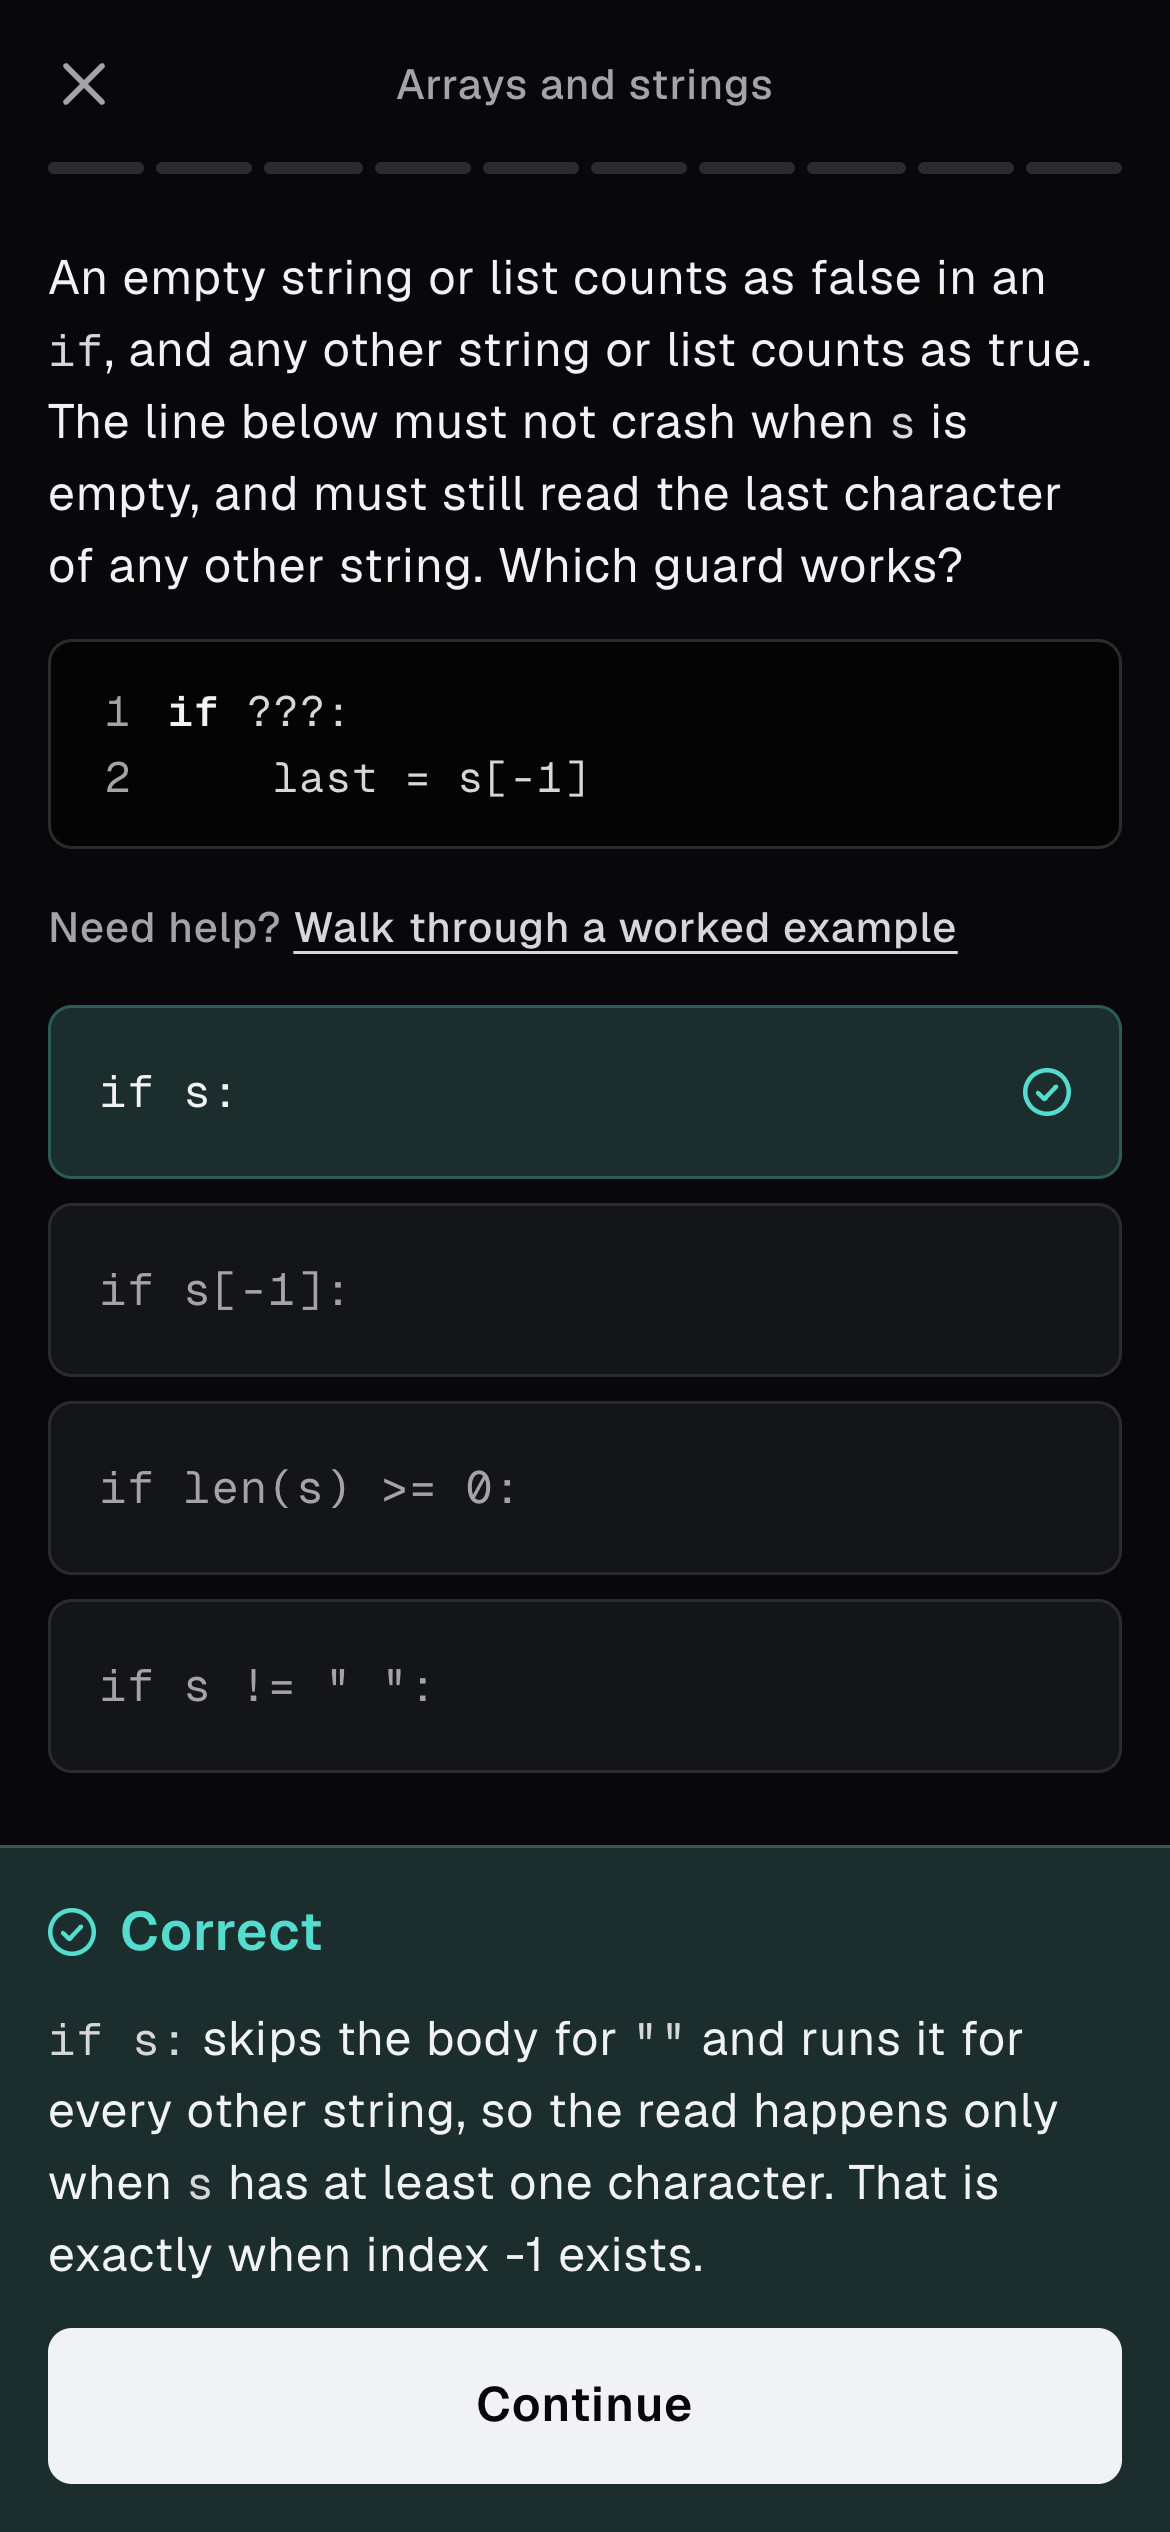 Arrays and strings
An empty string or list counts as false in an
if, and any other string or list counts as true.
The line below must not crash when s is
empty, and must still read the last character
of any other string. Which guard works?
1 if ???:
2     last = s[-1]
Need help? Walk through a worked example
if s:
if s[-1]:
if len(s) >= 0:
if s != " ":
Correct
if s: skips the body for "" and runs it for
every other string, so the read happens only
when s has at least one character. That is
exactly when index -1 exists.
Continue